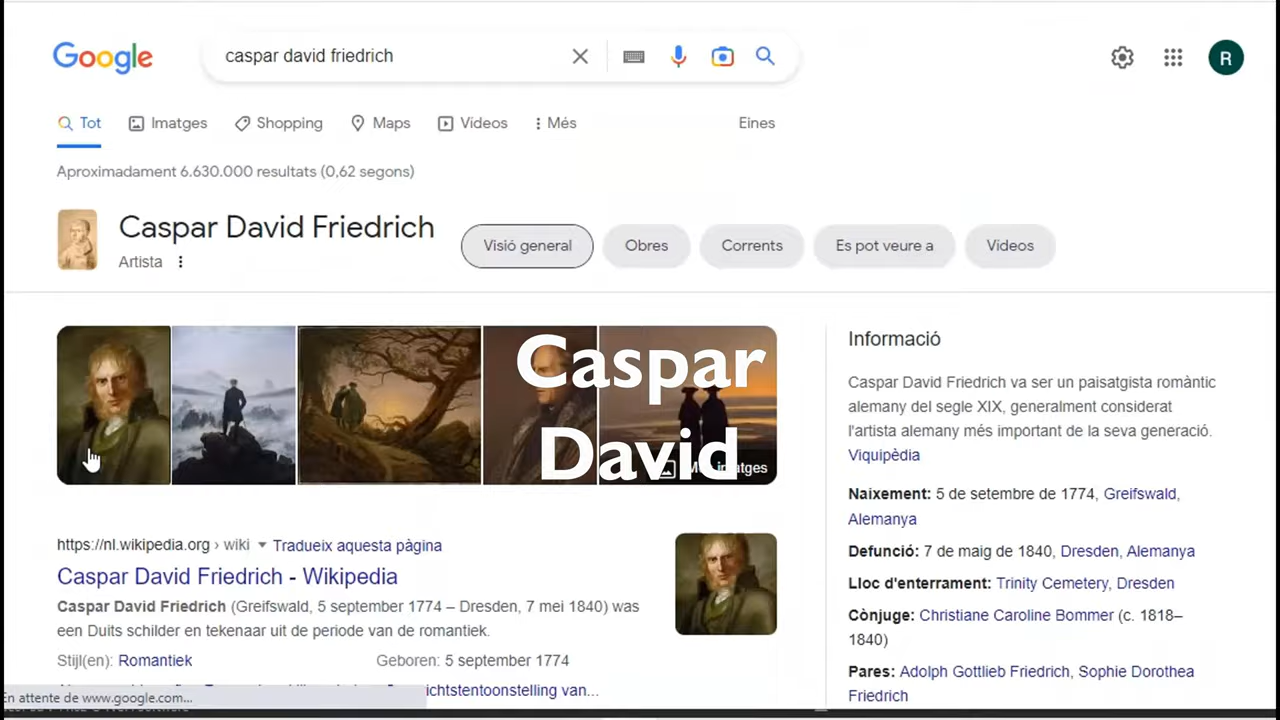 Google
caspar david friedrich
R
Tot
Imatges
Shopping
Maps
Vídeos
Més
Eines
Aproximadament 6.630.000 resultats (0,62 segons)
Caspar David Friedrich
Artista
Visió general
Obres
Corrents
Es pot veure a
Vídeos
Caspar
David
Informació
Caspar David Friedrich va ser un paisatgista romàntic
alemany del segle XIX, generalment considerat
l'artista alemany més important de la seva generació.
Viquipèdia
Naixement: 5 de setembre de 1774, Greifswald,
Alemanya
Defunció: 7 de maig de 1840, Dresden, Alemanya
Lloc d'enterrament: Trinity Cemetery, Dresden
Cònjuge: Christiane Caroline Bommer (c. 1818–
1840)
Pares: Adolph Gottlieb Friedrich, Sophie Dorothea
Friedrich
https://nl.wikipedia.org › wiki Tradueix aquesta pàgina
Caspar David Friedrich - Wikipedia
Caspar David Friedrich (Greifswald, 5 september 1774 – Dresden, 7 mei 1840) was
een Duits schilder en tekenaar uit de periode van de romantiek.
Stijl(en): Romantiek
Geboren: 5 september 1774
van...
En attente de www.google.com...